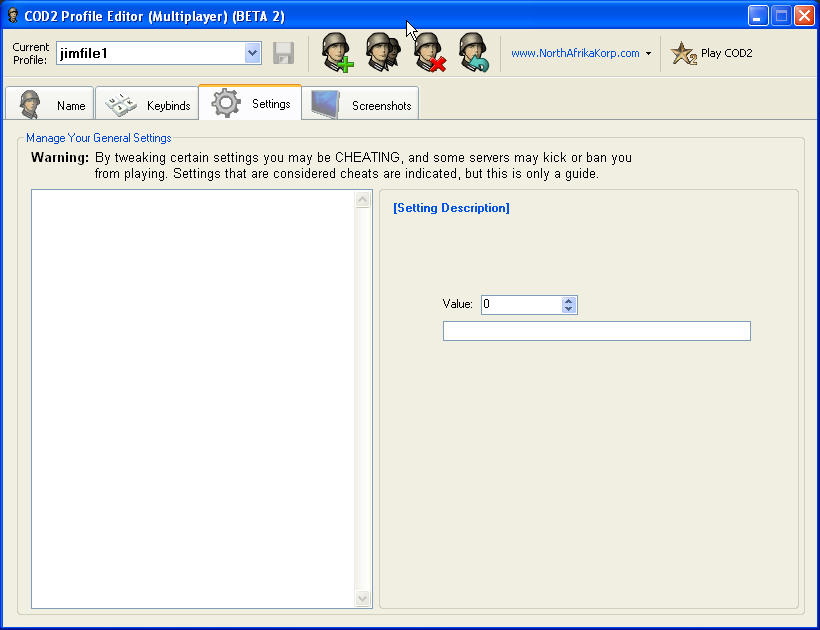 COD2 Profile Editor (Multiplayer) (BETA 2)
Current
Profile:
jimfile1
www.NorthAfrikaKorp.com
2
Play COD2
Name
Keybinds
Settings
Screenshots
Manage Your General Settings
Warning: By tweaking certain settings you may be CHEATING, and some servers may kick or ban you
from playing. Settings that are considered cheats are indicated, but this is only a guide.
[Setting Description]
Value: 0